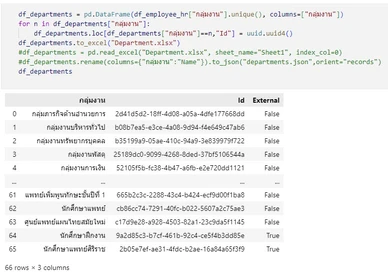 df_departments = pd.DataFrame(df_employee_hr["กลุ่มงาน"].unique(), columns=["กลุ่มงาน"])
for n in df_departments["กลุ่มงาน"]:
df_departments.loc[df_departments["กลุ่มงาน"]==n,"Id"] = uuid.uuid4()
df_departments.to_excel("Department.xlsx")
#df_departments = pd.read_excel("Department.xlsx", sheet_name="Sheet1", index_col=0)
#df_departments.rename(columns={"กลุ่มงาน":"Name"}).to_json("departments.json",orient="records")
df_departments
กลุ่มงาน Id External
0 กลุ่มภารกิจด้านอำนวยการ 2d41d5d2-18ff-4d08-a05a-4dfe177668dd False
1 กลุ่มงานบริหารทั่วไป b08b7ea5-e3ce-4a08-9d94-f4e649c47ab6 False
2 กลุ่มงานทรัพยากรบุคคล b35199a9-05ae-410c-94a9-3e839979f722 False
3 กลุ่มงานพัสดุ 25189dc0-9099-4268-8ded-37bf5106544a False
4 กลุ่มงานการเงิน 52105f5b-fc38-4b47-a6fb-e2e720dd1121 False
... ... ... ...
61 แพทย์เพิ่มพูนทักษะชั้นปีที่ 1 665b2c3c-2288-43c4-b424-ecf9d00f1ba8 False
62 นักศึกษาแพทย์ cb86cc74-7291-40fc-b022-5607a2c75ae3 False
63 ศูนย์แพทย์แผนไทยสมัยใหม่ c17d9e28-a928-4503-82a1-23c9da5f1145 False
64 นักศึกษาฝึกงาน 9a2d85c3-b7cf-461b-92c4-ce5f4b3dd85e True
65 นักศึกษาแพทย์ศิริราช 2b05e7ef-ae31-4fdc-b2ae-16a84a65f3f9 True
66 rows × 3 columns